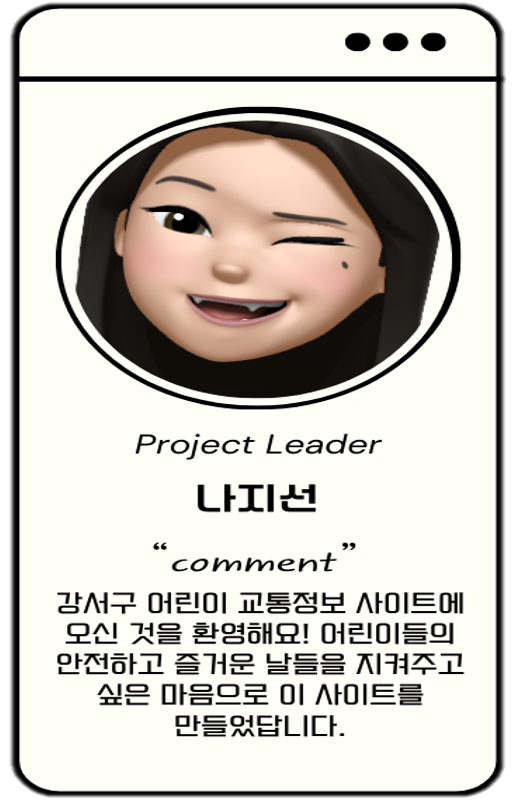 Project Leader
나지선
“comment”
강서구 어린이 교통정보 사이트에
오신 것을 환영해요! 어린이들의
안전하고 즐거운 날들을 지켜주고
싶은 마음으로 이 사이트를
만들었답니다.